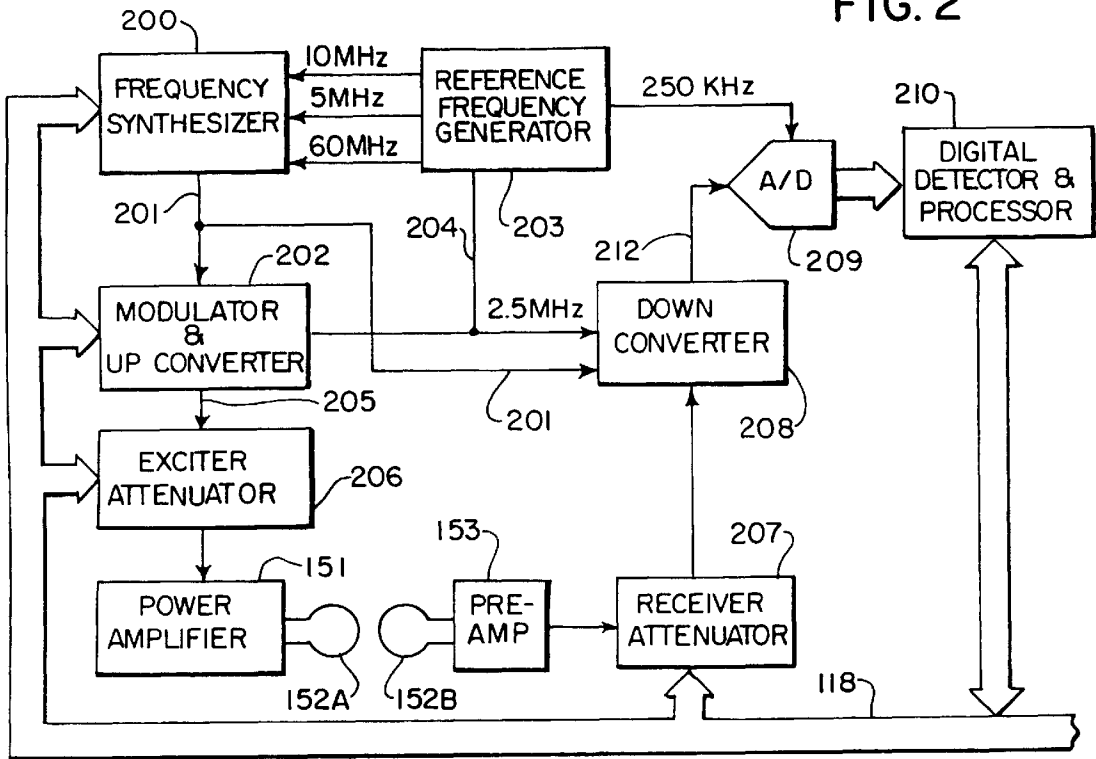 FIG. 2
200
FREQUENCY
SYNTHESIZER
10MHz
5MHz
60MHz
REFERENCE
FREQUENCY
GENERATOR
250 KHz
A/D
210
DIGITAL
DETECTOR &
PROCESSOR
201
204
203
212
209
202
MODULATOR
&
UP CONVERTER
2.5MHz
DOWN
CONVERTER
205
201
208
EXCITER
ATTENUATOR
206
151
POWER
AMPLIFIER
152A
152B
153
PRE-
AMP
207
RECEIVER
ATTENUATOR
118